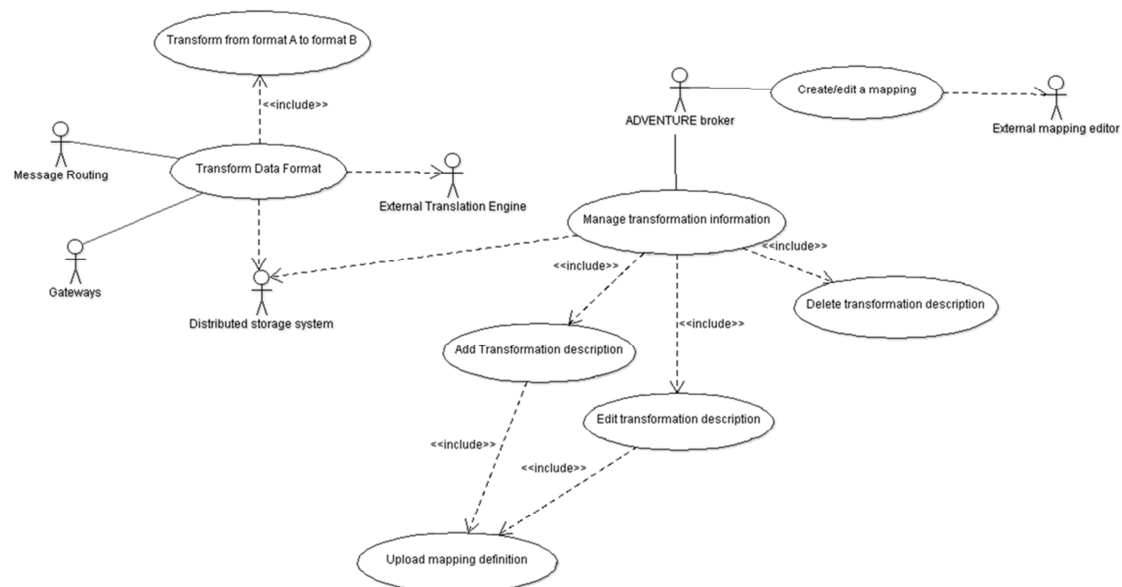 Transform from format A to format B
<<include>>
Create/edit a mapping
ADVENTURE broker
External mapping editor
Message Routing
Transform Data Format
External Translation Engine
Manage transformation information
Gateways
Distributed storage system
<<include>>
<<include>>
Delete transformation description
<<include>>
Add Transformation description
Edit transformation description
<<include>>
<<include>>
Upload mapping definition